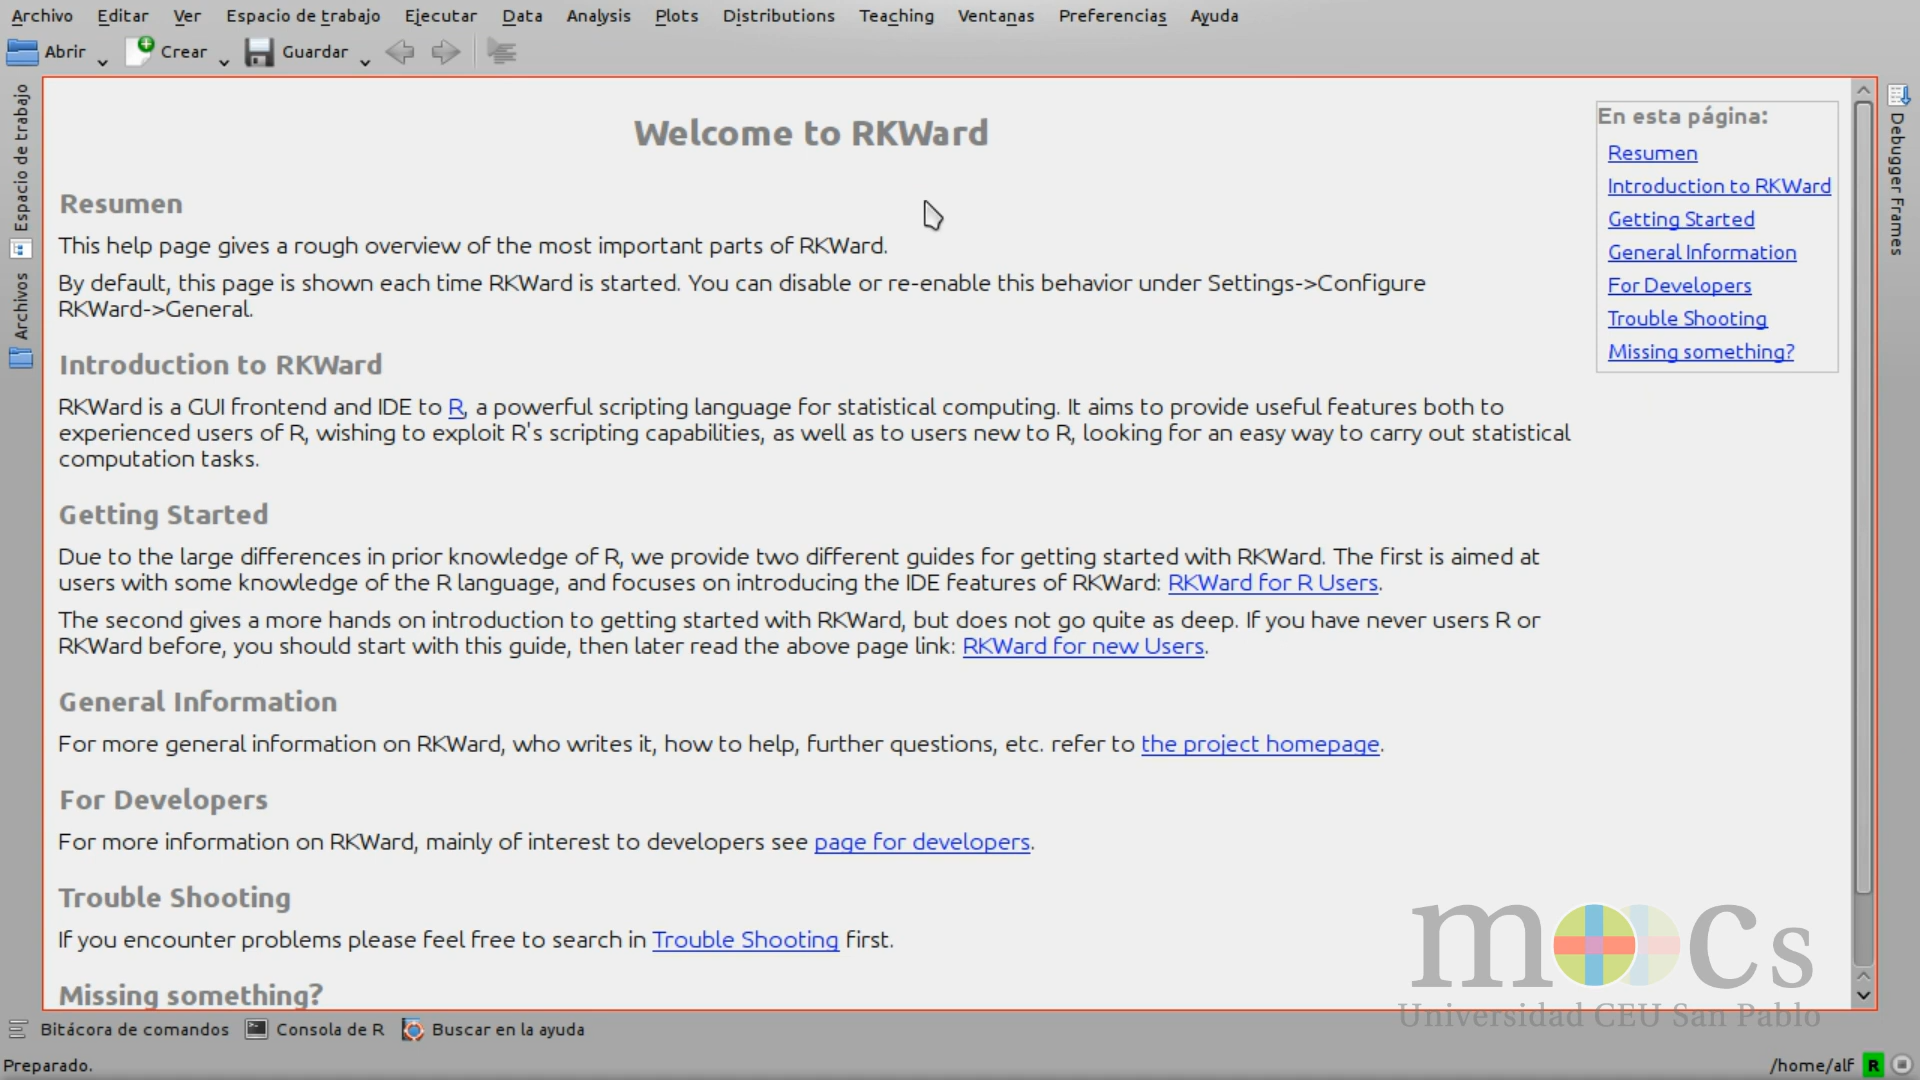 Archivo Editar Ver Espacio de trabajo Ejecutar Data Analysis Plots Distributions Teaching Ventanas Preferencias Ayuda
Abrir Crear Guardar
Espacio de trabajo
Archivos
Welcome to RKWard
Resumen
This help page gives a rough overview of the most important parts of RKWard.
By default, this page is shown each time RKWard is started. You can disable or re-enable this behavior under Settings->Configure
RKWard->General.
Introduction to RKWard
RKWard is a GUI frontend and IDE to R, a powerful scripting language for statistical computing. It aims to provide useful features both to
experienced users of R, wishing to exploit R's scripting capabilities, as well as to users new to R, looking for an easy way to carry out statistical
computation tasks.
Getting Started
Due to the large differences in prior knowledge of R, we provide two different guides for getting started with RKWard. The first is aimed at
users with some knowledge of the R language, and focuses on introducing the IDE features of RKWard: RKWard for R Users.
The second gives a more hands on introduction to getting started with RKWard, but does not go quite as deep. If you have never users R or
RKWard before, you should start with this guide, then later read the above page link: RKWard for new Users.
General Information
For more general information on RKWard, who writes it, how to help, further questions, etc. refer to the project homepage.
For Developers
For more information on RKWard, mainly of interest to developers see page for developers.
Trouble Shooting
If you encounter problems please feel free to search in Trouble Shooting first.
Missing something?
En esta página:
Resumen
Introduction to RKWard
Getting Started
General Information
For Developers
Trouble Shooting
Missing something?
Debugger Frames
moocs
Universidad CEU San Pablo
Bitácora de comandos Consola de R Buscar en la ayuda
Preparado. /home/alf R